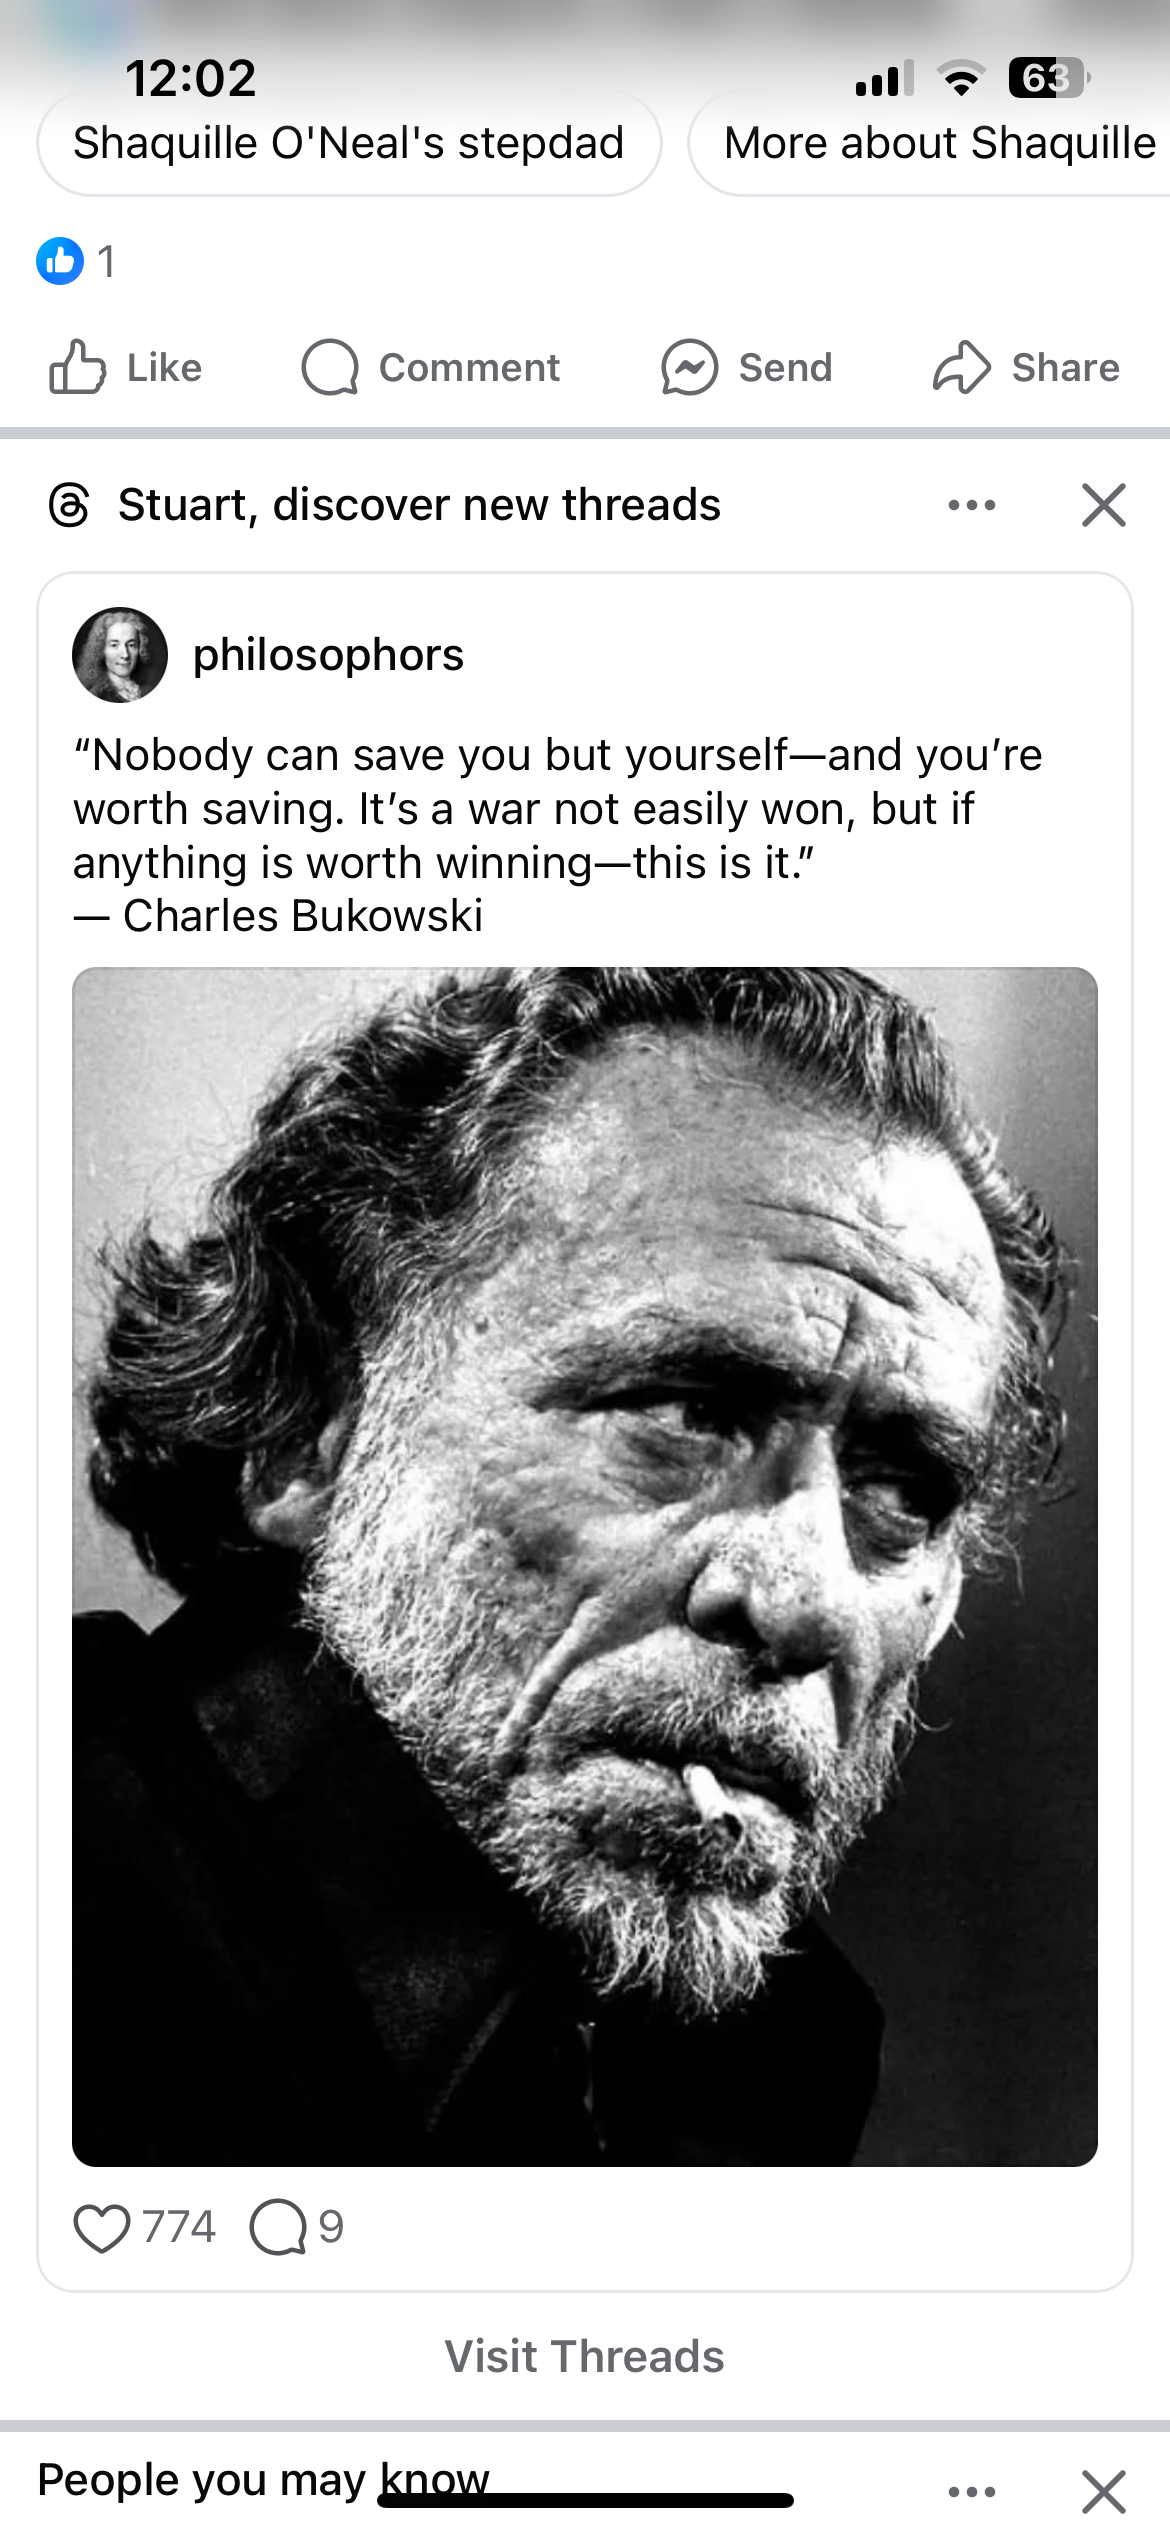 12:02
63
Shaquille O'Neal's stepdad
More about Shaquille
1
Like
Comment
Send
Share
Stuart, discover new threads
philosophors
“Nobody can save you but yourself—and you’re
worth saving. It’s a war not easily won, but if
anything is worth winning—this is it.”
— Charles Bukowski
774
9
Visit Threads
People you may know